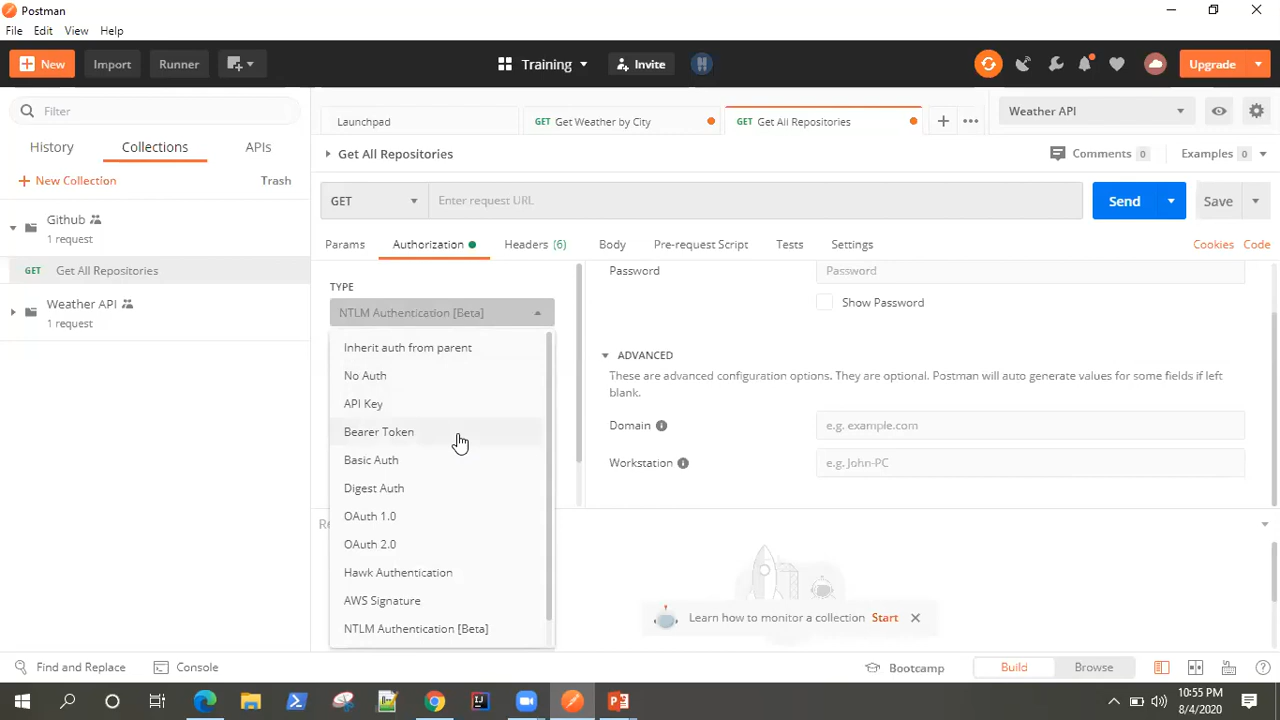 Postman
File Edit View Help
New Import Runner Training Invite Upgrade
Filter
History Collections APIs
New Collection Trash
Github
1 request
GET Get All Repositories
Weather API
1 request
Launchpad GET Get Weather by City GET Get All Repositories Weather API
Get All Repositories Comments 0 Examples 0
GET Enter request URL Send Save
Params Authorization Headers (6) Body Pre-request Script Tests Settings Cookies Code
TYPE
NTLM Authentication [Beta]
Inherit auth from parent
No Auth
API Key
Bearer Token
Basic Auth
Digest Auth
OAuth 1.0
OAuth 2.0
Hawk Authentication
AWS Signature
NTLM Authentication [Beta]
Password Password
Show Password
ADVANCED
These are advanced configuration options. They are optional. Postman will auto generate values for some fields if left
blank.
Domain e.g. example.com
Workstation e.g. John-PC
Learn how to monitor a collection Start
Find and Replace Console Bootcamp Build Browse
10:55 PM
8/4/2020